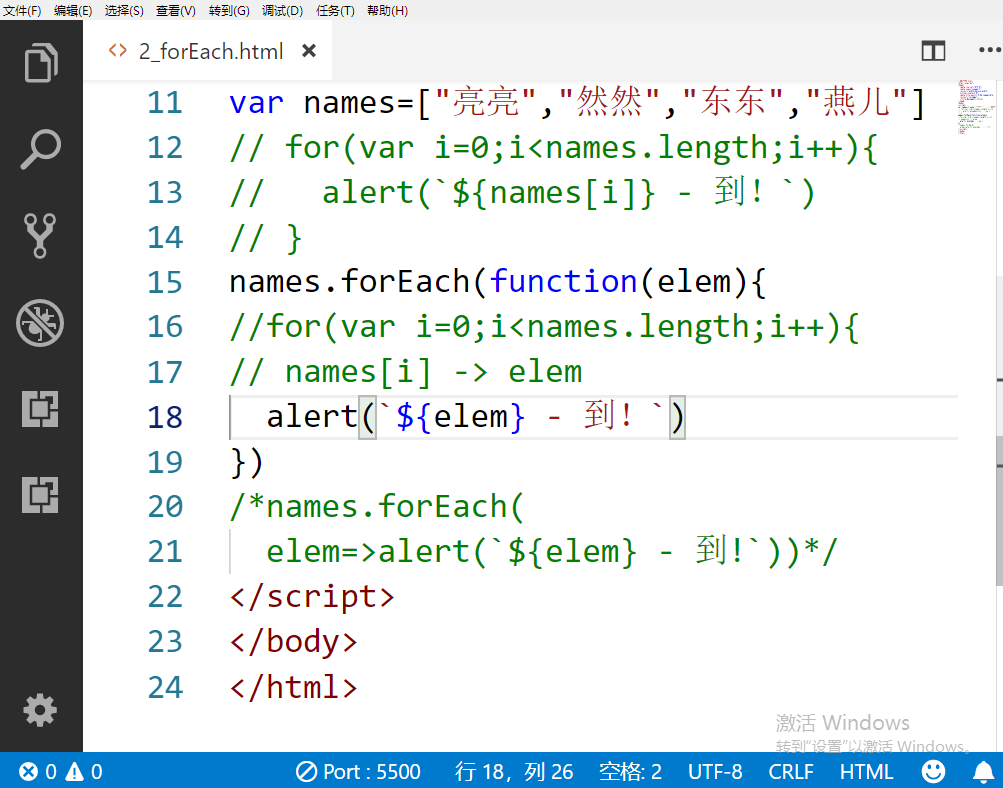 文件(F) 编辑(E) 选择(S) 查看(V) 转到(G) 调试(D) 任务(T) 帮助(H)
<> 2_forEach.html ×
11 var names=["亮亮","然然","东东","燕儿"]
12 // for(var i=0;i<names.length;i++){
13 //   alert(`${names[i]} - 到！`)
14 // }
15 names.forEach(function(elem){
16 //for(var i=0;i<names.length;i++){
17 // names[i] -> elem
18   alert(`${elem} - 到！`)
19 })
20 /*names.forEach(
21   elem=>alert(`${elem} - 到!`))*/
22 </script>
23 </body>
24 </html>
激活 Windows
转到"设置"以激活 Windows。
0 0 Port : 5500 行 18，列 26 空格: 2 UTF-8 CRLF HTML